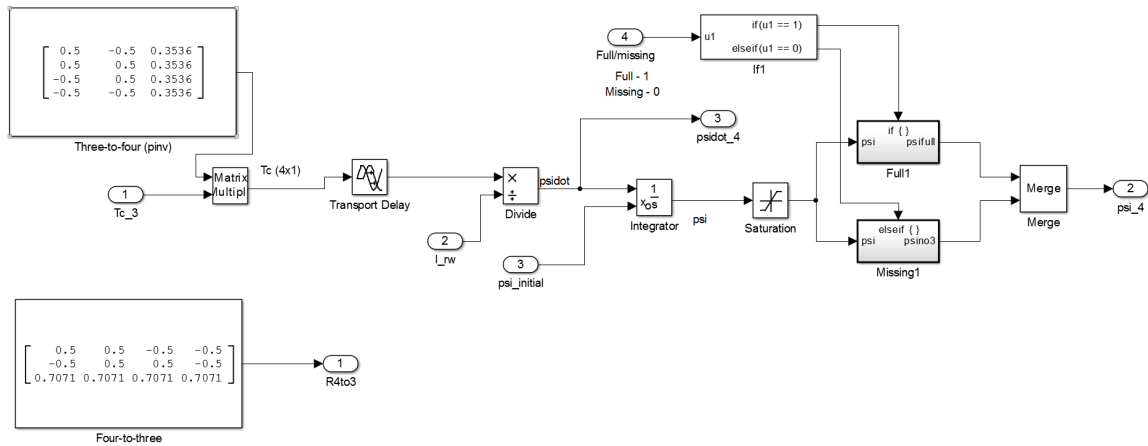 0.5 -0.5 0.3536
0.5 0.5 0.3536
-0.5 0.5 0.3536
-0.5 -0.5 0.3536
Three-to-four (pinv)
1
Tc_3
Matrix
Multipl
Tc (4x1)
Transport Delay
×
÷
Divide
2
I_rw
psidot
3
psidot_4
3
psi_initial
1
s
xo
Integrator
psi
Saturation
4
Full/missing
Full - 1
Missing - 0
u1
if(u1 == 1)
elseif(u1 == 0)
If1
if { }
psi psifull
Full1
elseif { }
psi psino3
Missing1
Merge
Merge
2
psi_4
0.5 0.5 -0.5 -0.5
-0.5 0.5 0.5 -0.5
0.7071 0.7071 0.7071 0.7071
Four-to-three
1
R4to3